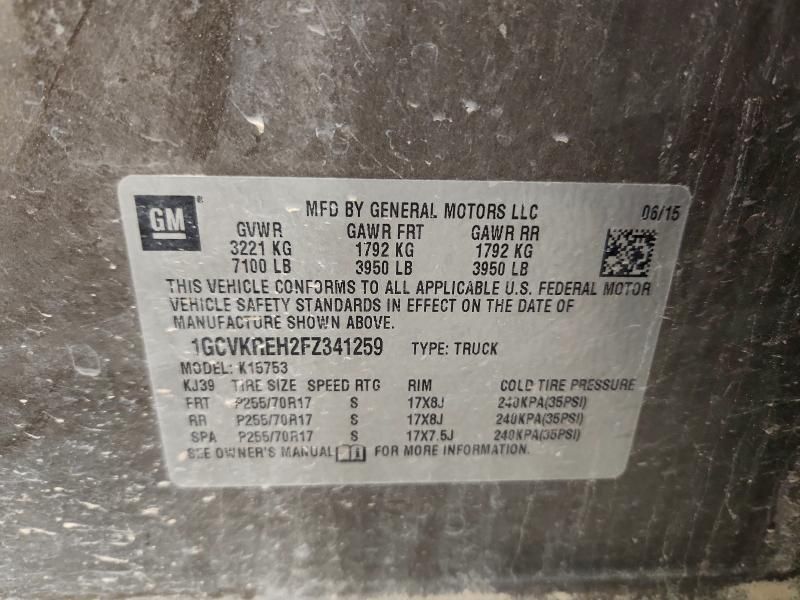 GM
MFD BY GENERAL MOTORS LLC 06/15
GVWR GAWR FRT GAWR RR
3221 KG 1792 KG 1792 KG
7100 LB 3950 LB 3950 LB
THIS VEHICLE CONFORMS TO ALL APPLICABLE U.S. FEDERAL MOTOR
VEHICLE SAFETY STANDARDS IN EFFECT ON THE DATE OF
MANUFACTURE SHOWN ABOVE.
1GCVKREH2FZ341259 TYPE: TRUCK
MODEL: K15753
KJ39 TIRE SIZE SPEED RTG RIM COLD TIRE PRESSURE
FRT P255/70R17 S 17X8J 240KPA(35PSI)
RR P255/70R17 S 17X8J 240KPA(35PSI)
SPA P255/70R17 S 17X7.5J 240KPA(35PSI)
SEE OWNER'S MANUAL FOR MORE INFORMATION.